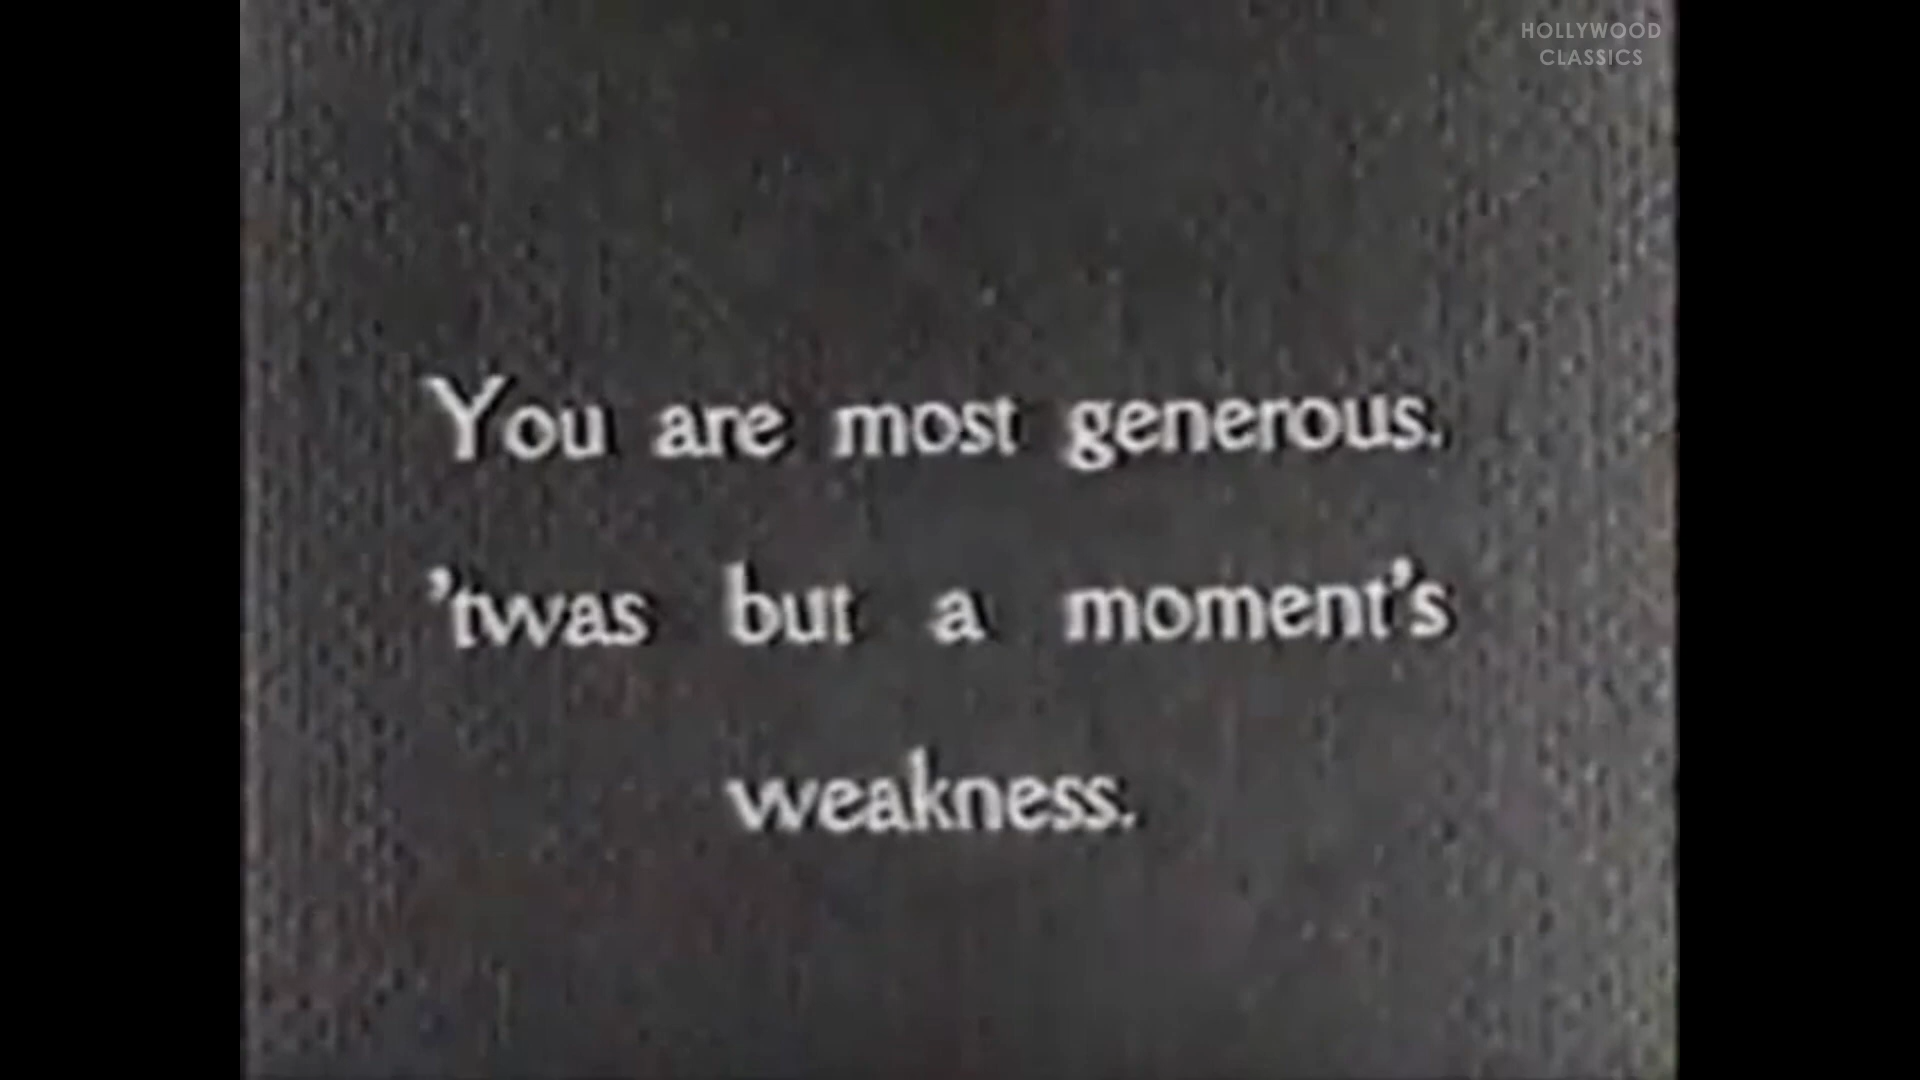 HOLLYWOOD
CLASSICS
You are most generous.
'twas but a moment's
weakness.